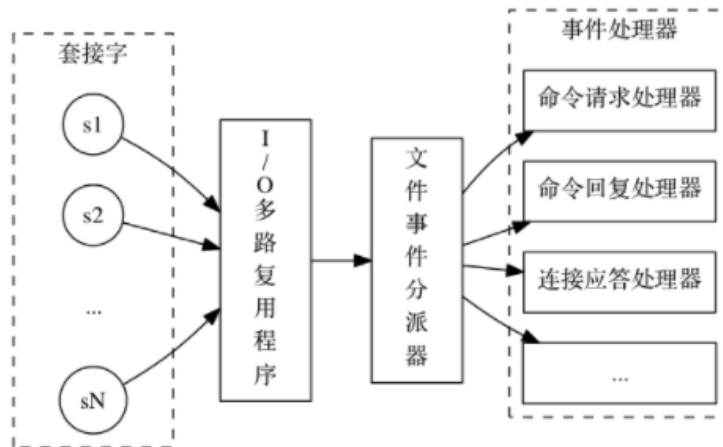 套接字
s1
s2
...
sN
I/O多路复用程序
文件事件分派器
事件处理器
命令请求处理器
命令回复处理器
连接应答处理器
...